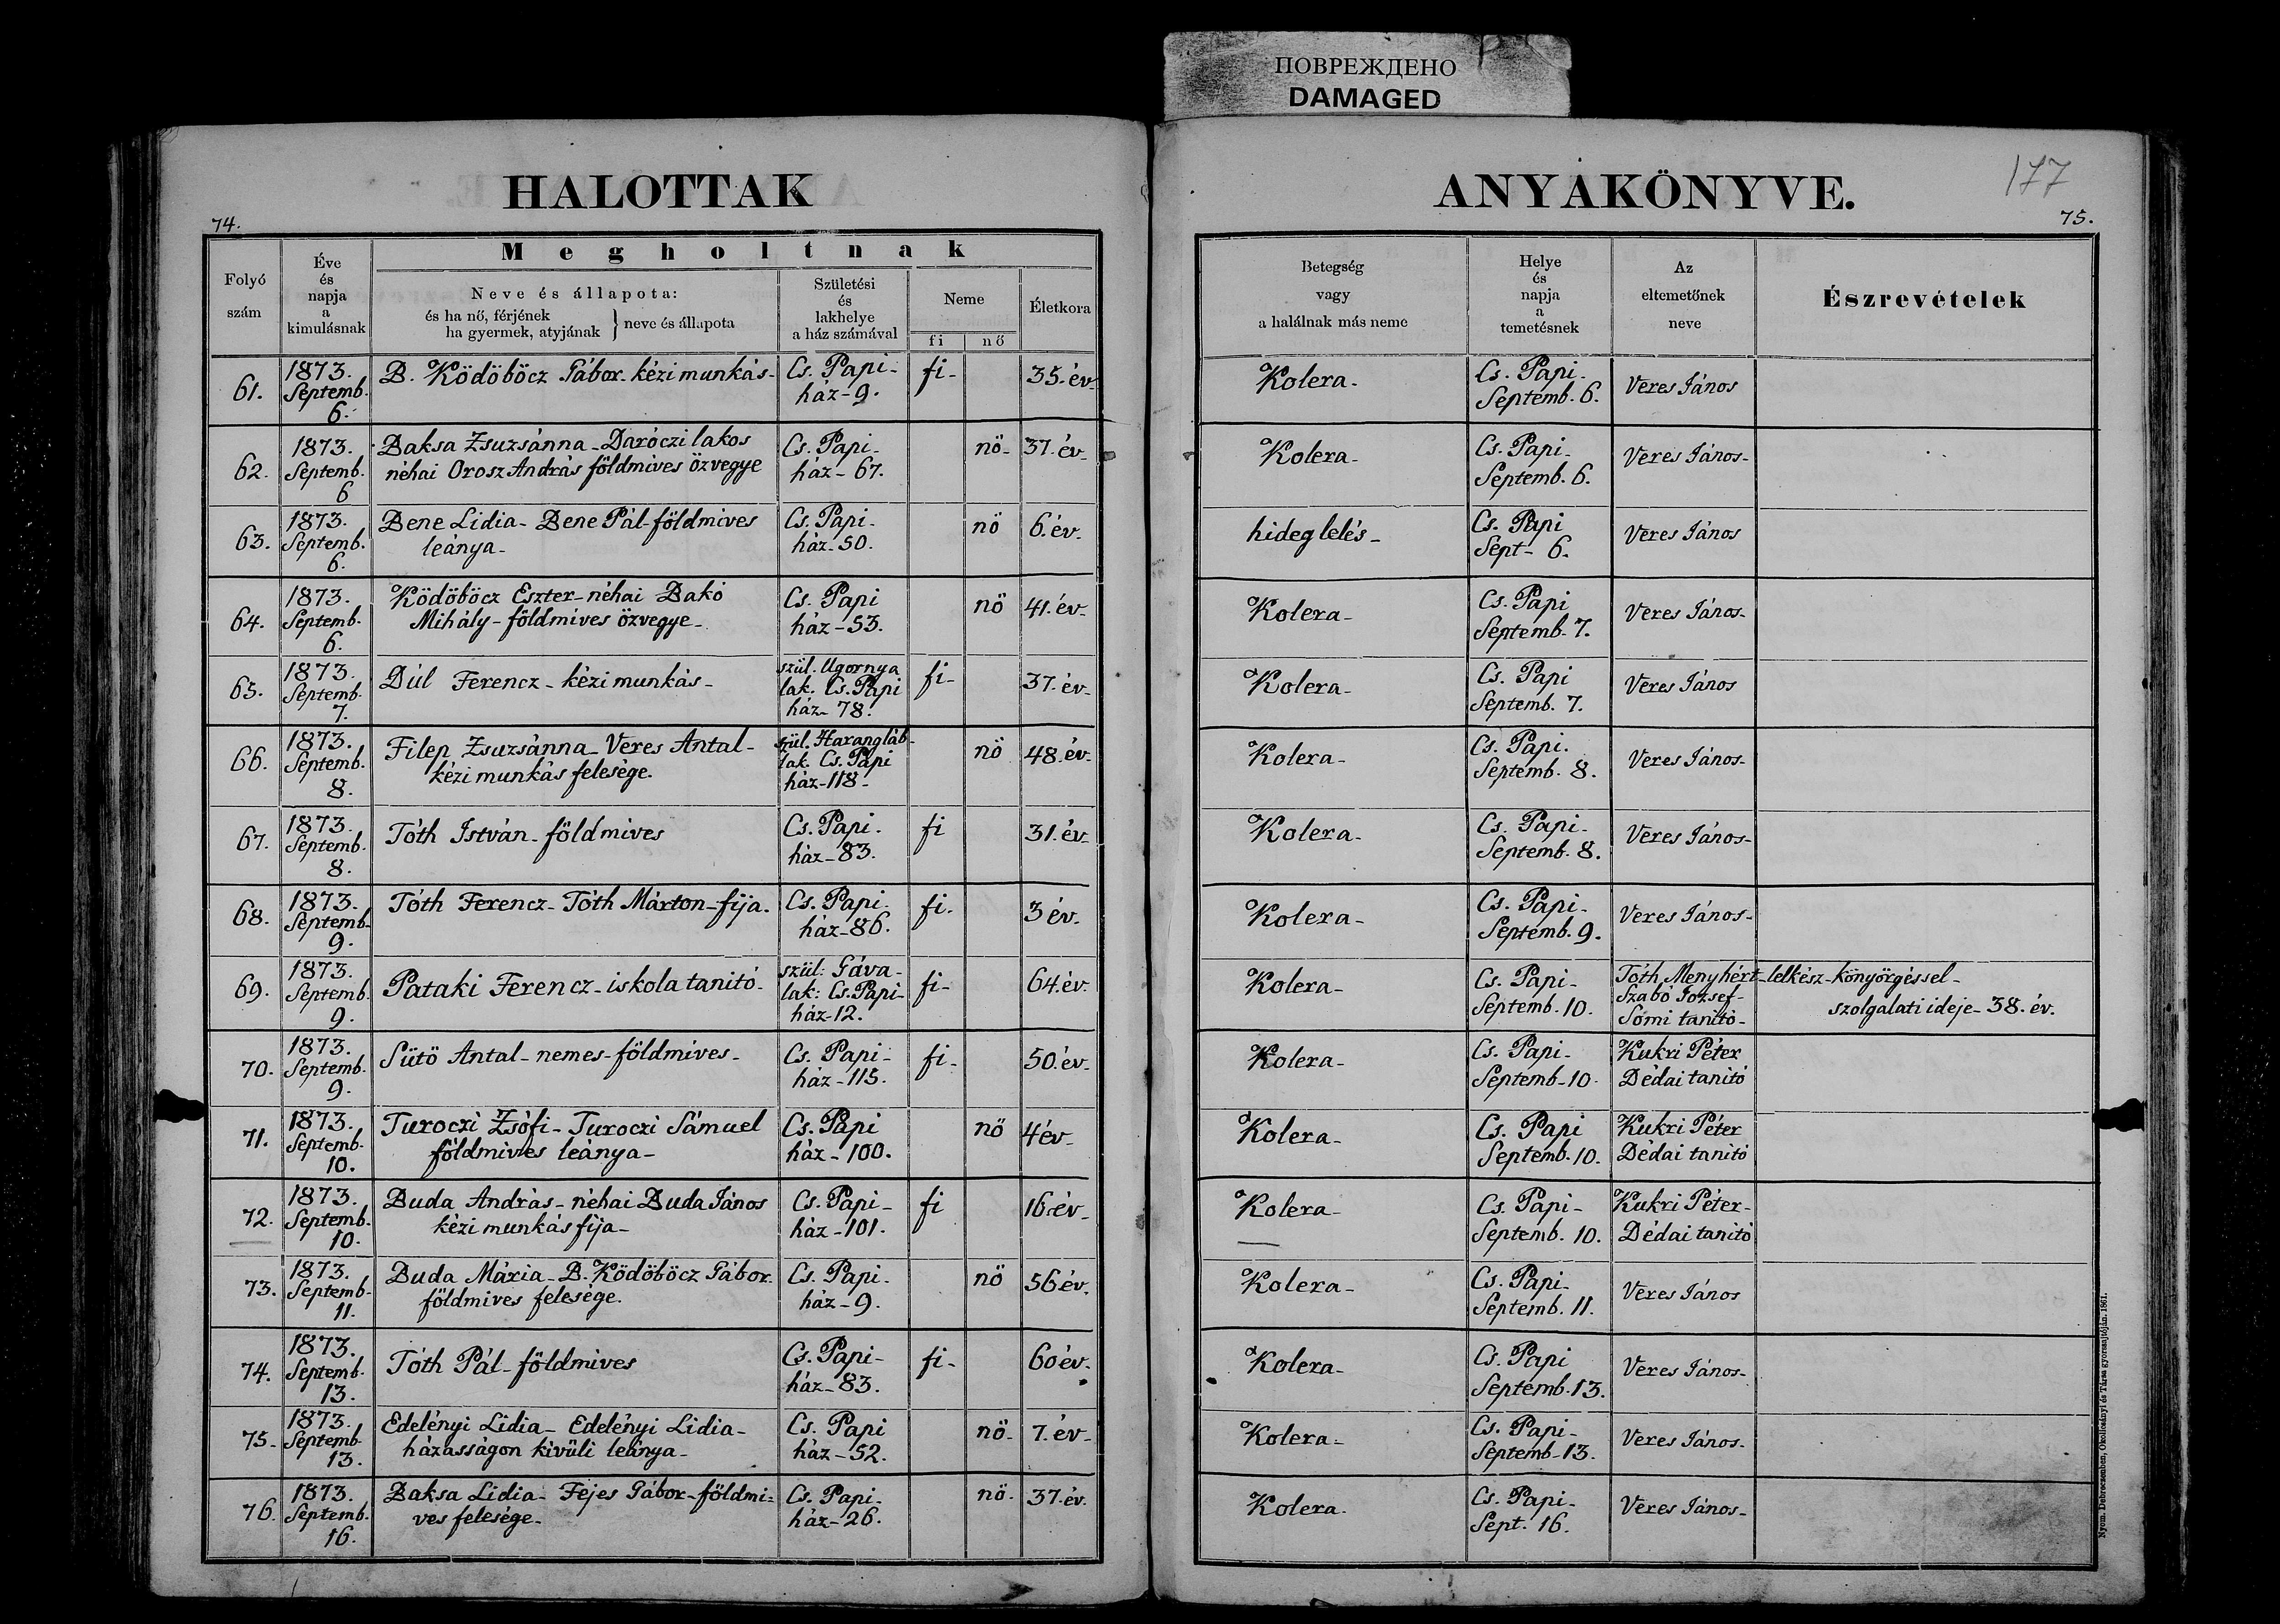 ПОВРЕЖДЕНО
DAMAGED
HALOTTAK
ANYAKÖNYVE.
177
74.
75.
Megholtnak
Folyó
szám
Éve
és
napja
a
kimulásnak
Neve és állapota:
és ha nő, férjének
ha gyermek, atyjának } neve és állapota
Születési
és
lakhelye
a ház számával
Neme
fi nő
Életkora
Betegség
vagy
a halálnak más neme
Helye
és
napja
a
temetésnek
Az
eltemetőnek
neve
Észrevételek
61.
1873.
Septemb.
6.
B. Ködöböcz Gábor- kézi munkás-
Cs. Papi-
ház-9.
fi-
35. év-
Kolera-
Cs. Papi-
Septemb. 6.
Veres János
62.
1873.
Septemb.
6
Baksa Zsuzsánna- Daróczi lakos
néhai Orosz András földmives özvegye
Cs. Papi-
ház- 67.
nö-
37. év-
Kolera-
Cs. Papi-
Septemb. 6.
Veres János-
63.
1873.
Septemb.
6.
Bene Lidia- Bene Pál-földmives
leánya-
Cs. Papi-
ház-50.
nö
6. év.
hideglelés-
Cs. Papi
Sept- 6.
Veres János
64.
1873.
Septemb.
6.
Ködöböcz Eszter-néhai Bakó
Mihály-földmives özvegye-
Cs. Papi
ház-53.
nö
41. év-
Kolera-
Cs. Papi
Septemb. 7.
Veres János-
65.
1873.
Septemb.
7.
Dúl Ferencz- kézi munkás-
szül. Ugornya
lak. Cs. Papi
ház- 78.
fi-
37. év-
Kolera-
Cs. Papi
Septemb. 7.
Veres János
66.
1873.
Septemb.
8.
Filep Zsuzsánna- Veres Antal-
kézi munkás felesége.
szül. Harangláb-
lak. Cs. Papi
ház-118-
nö
48. év-
Kolera-
Cs. Papi.
Septemb. 8.
Veres János-
67.
1873.
Septemb.
8.
Tóth István- földmives
Cs. Papi.
ház-83.
fi
31. év-
Kolera-
Cs. Papi-
Septemb. 8.
Veres János-
68.
1873.
Septemb-
9.
Tóth Ferencz- Tóth Márton-fija.
Cs. Papi.
ház-86.
fi.
3 év.
Kolera-
Cs. Papi-
Septemb. 9.
Veres János-
69.
1873.
Septemb.
9.
Pataki Ferencz- iskola tanitó-
szül: Gáva-
lak: Cs. Papi-
ház-12.
fi-
64. év.
Kolera-
Cs. Papi-
Septemb. 10.
Tóth Menyhért-lelkész-könyörgéssel-
Szabó József-
Somi tanitó-
szolgalati ideje- 38. év.
70.
1873.
Septemb.
9.
Sütö Antal- nemes-földmives-
Cs. Papi-
ház-115.
fi-
50. év-
Kolera-
Cs. Papi-
Septemb-10-
Kukri Péter
Dédai tanitó
71.
1873.
Septemb.
10.
Turoczi Zsófi- Turoczi Sámuel
földmives leánya-
Cs. Papi
ház- 100.
nö
4 év-
Kolera-
Cs. Papi
Septemb. 10.
Kukri Péter
Dédai tanitó
72.
1873.
Septemb.
10.
Buda András- néhai Buda János
kézi munkás fija-
Cs. Papi-
ház-101.
fi
16. év-
Kolera-
Cs. Papi-
Septemb. 10.
Kukri Péter-
Dédai tanitó
73.
1873.
Septemb-
11.
Buda Mária- B. Ködöböcz Gábor.
földmives felesége.
Cs. Papi.
ház-9.
nö
56 év.
Kolera-
Cs. Papi-
Septemb. 11.
Veres János
74.
1873.
Septemb.
13.
Tóth Pál-földmives
Cs. Papi-
ház-83.
fi-
60 év.
Kolera-
Cs. Papi
Septemb.13.
Veres János-
75-
1873.
Septemb-
13.
Edelényi Lidia- Edelényi Lidia-
házasságon kivüli leánya-
Cs. Papi
ház-52.
nö-
7. év-
Kolera-
Cs. Papi-
Septemb-13.
Veres János-
76.
1873.
Septemb.
16.
Baksa Lidia- Fejes Gábor-földmi=
ves felesége-
Cs. Papi-
ház-26.
nö.
37. év.
Kolera.
Cs. Papi-
Sept. 16.
Veres János-
Nyom. Debreczenben, Okolicsányi és Társa gyorsajtóján. 1861.